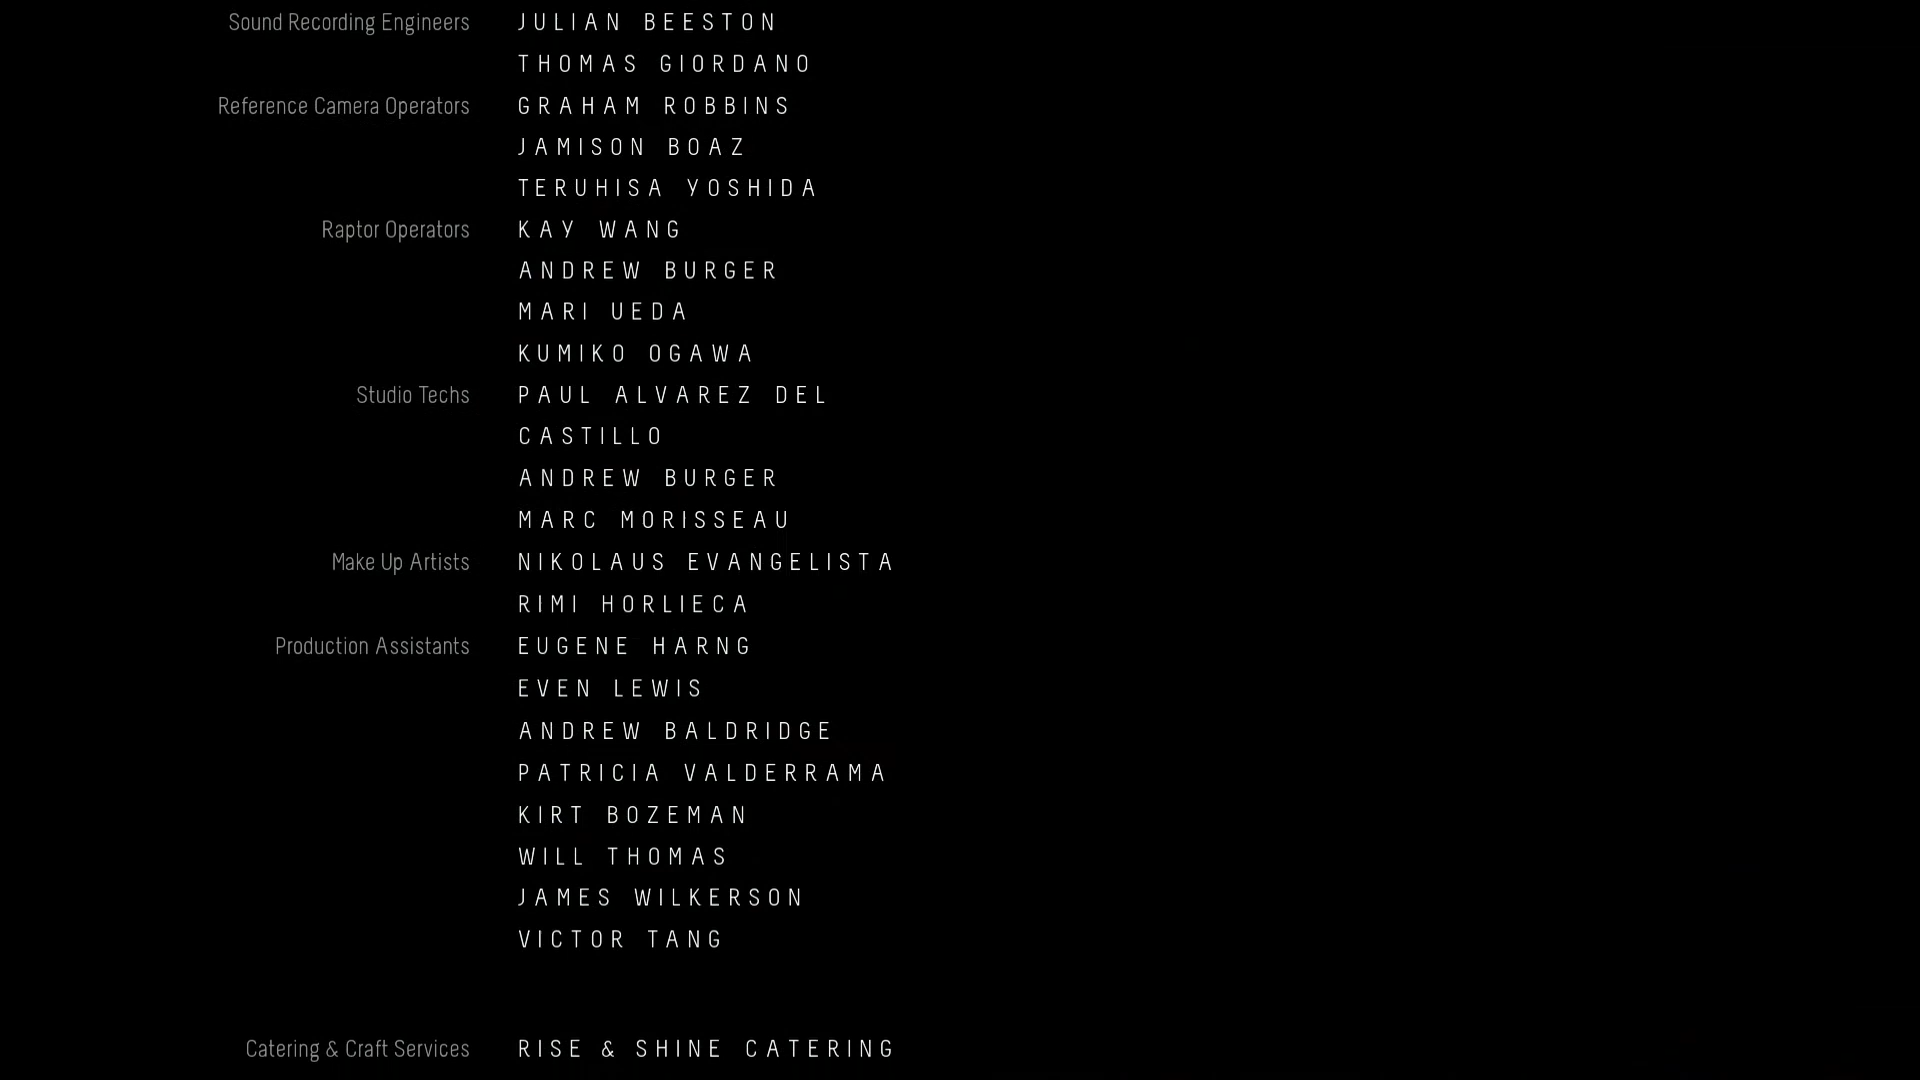 Sound Recording Engineers JULIAN BEESTON
THOMAS GIORDANO
Reference Camera Operators GRAHAM ROBBINS
JAMISON BOAZ
TERUHISA YOSHIDA
Raptor Operators KAY WANG
ANDREW BURGER
MARI UEDA
KUMIKO OGAWA
Studio Techs PAUL ALVAREZ DEL
CASTILLO
ANDREW BURGER
MARC MORISSEAU
Make Up Artists NIKOLAUS EVANGELISTA
RIMI HORLIECA
Production Assistants EUGENE HARNG
EVEN LEWIS
ANDREW BALDRIDGE
PATRICIA VALDERRAMA
KIRT BOZEMAN
WILL THOMAS
JAMES WILKERSON
VICTOR TANG
Catering & Craft Services RISE & SHINE CATERING